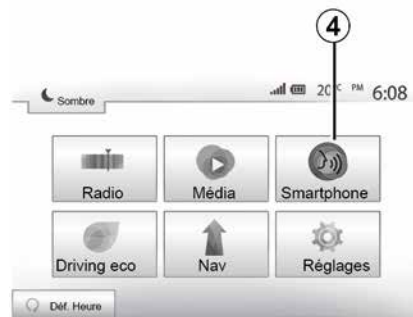 4
Sombre
20°C PM 6:08
Radio Média Smartphone
Driving eco Nav Réglages
Déf. Heure